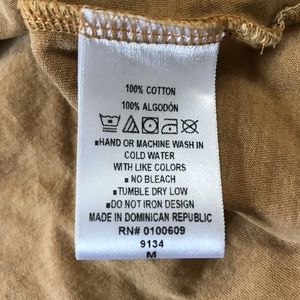 100% COTTON
100% ALGODÓN
▪HAND OR MACHINE WASH IN
COLD WATER
WITH LIKE COLORS
▪ NO BLEACH
▪TUMBLE DRY LOW
▪DO NOT IRON DESIGN
MADE IN DOMINICAN REPUBLIC
RN# 0100609
9134
M